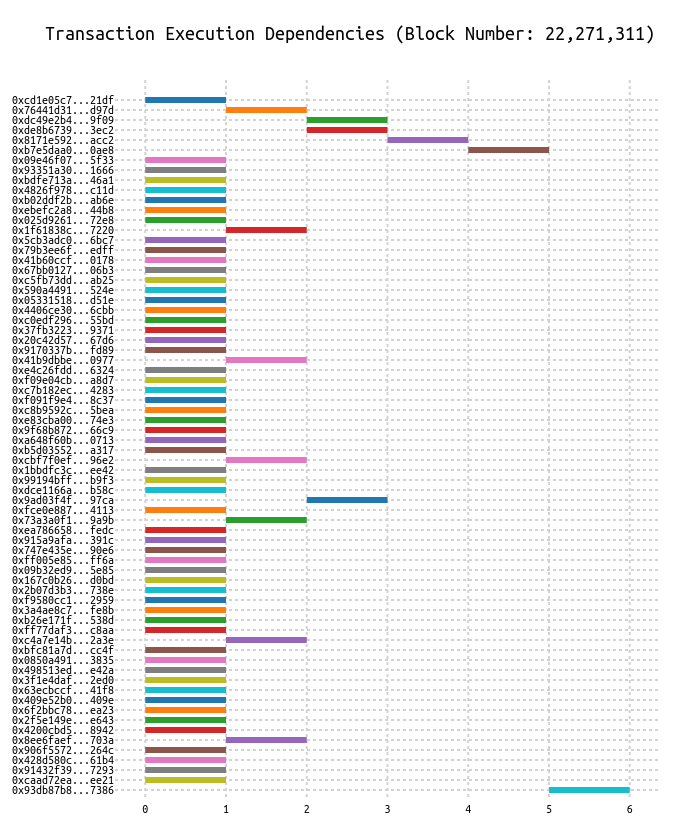 Transaction Execution Dependencies (Block Number: 22,271,311)
0xcd1e05c7...21df
0x76441d31...d97d
0xdc49e2b4...9f09
0xde8b6739...3ec2
0x8171e592...acc2
0xb7e5daa0...0ae8
0x09e46f07...5f33
0x93351a30...1666
0xbdfe713a...46a1
0x4826f978...c11d
0xb02ddf2b...ab6e
0xebefc2a8...44b8
0x025d9261...72e8
0x1f61838c...7220
0x5cb3adc0...6bc7
0x79b3ee6f...edff
0x41b60ccf...0178
0x67bb0127...06b3
0xc5fb73dd...ab25
0x590a4491...524e
0x05331518...d51e
0x4406ce30...6cbb
0xc0edf296...55bd
0x37fb3223...9371
0x20c42d57...67d6
0x9170337b...fd89
0x41b9dbbe...0977
0xe4c26fdd...6324
0xf09e04cb...a8d7
0xc7b182ec...4283
0xf091f9e4...8c37
0xc8b9592c...5bea
0xe83cba00...74e3
0x9f68b872...66c9
0xa648f60b...0713
0xb5d03552...a317
0xcbf7f0ef...96e2
0x1bbdfc3c...ee42
0x99194bff...b9f3
0xdce1166a...b58c
0x9ad03f4f...97ca
0xfce0e887...4113
0x73a3a0f1...9a9b
0xea786658...fedc
0x915a9afa...391c
0x747e435e...90e6
0xff005e85...ff6a
0x09b32ed9...5e85
0x167c0b26...d0bd
0x2b07d3b3...738e
0xf9580cc1...2959
0x3a4ae8c7...fe8b
0xb26e171f...538d
0xff77daf3...c8aa
0xc4a7e14b...2a3e
0xbfc81a7d...cc4f
0x0850a491...3835
0x498513ed...e42a
0x3f1e4daf...2ed0
0x63ecbccf...41f8
0x409e52b0...409e
0x6f2bbc78...ea23
0x2f5e149e...e643
0x4200cbd5...8942
0x8ee6faef...703a
0x906f5572...264c
0x428d580c...61b4
0x91432f39...7293
0xcaad72ea...ee21
0x93db87b8...7386
0 1 2 3 4 5 6